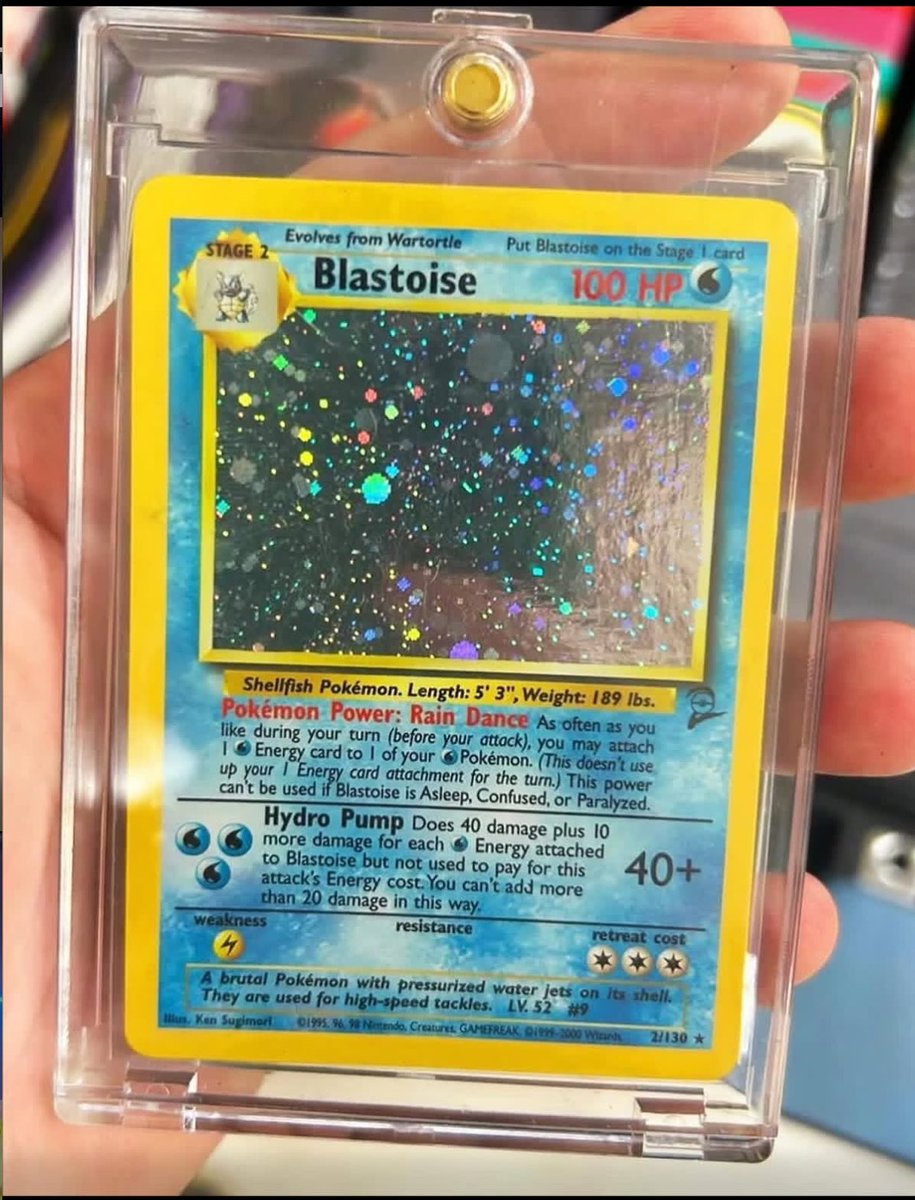 Evolves from Wartortle Put Blastoise on the Stage 1 card
STAGE 2
Blastoise 100 HP
Shellfish Pokémon. Length: 5' 3", Weight: 189 lbs.
Pokémon Power: Rain Dance As often as you
like during your turn (before your attack), you may attach
1 Energy card to 1 of your Pokémon. (This doesn't use
up your 1 Energy card attachment for the turn.) This power
can't be used if Blastoise is Asleep, Confused, or Paralyzed.
Hydro Pump Does 40 damage plus 10
more damage for each Energy attached
to Blastoise but not used to pay for this
attack's Energy cost. You can't add more
than 20 damage in this way.
40+
weakness resistance retreat cost
A brutal Pokémon with pressurized water jets on its shell.
They are used for high-speed tackles. LV. 52 #9
Illus. Ken Sugimori ©1995, 96, 98 Nintendo, Creatures, GAMEFREAK. ©1999-2000 Wizards. 2/130